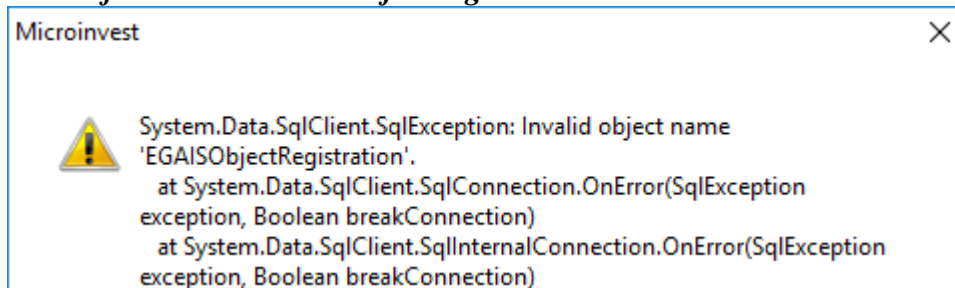 Microinvest
System.Data.SqlClient.SqlException: Invalid object name
'EGAISObjectRegistration'.
at System.Data.SqlClient.SqlConnection.OnError(SqlException
exception, Boolean breakConnection)
at System.Data.SqlClient.SqlInternalConnection.OnError(SqlException
exception, Boolean breakConnection)